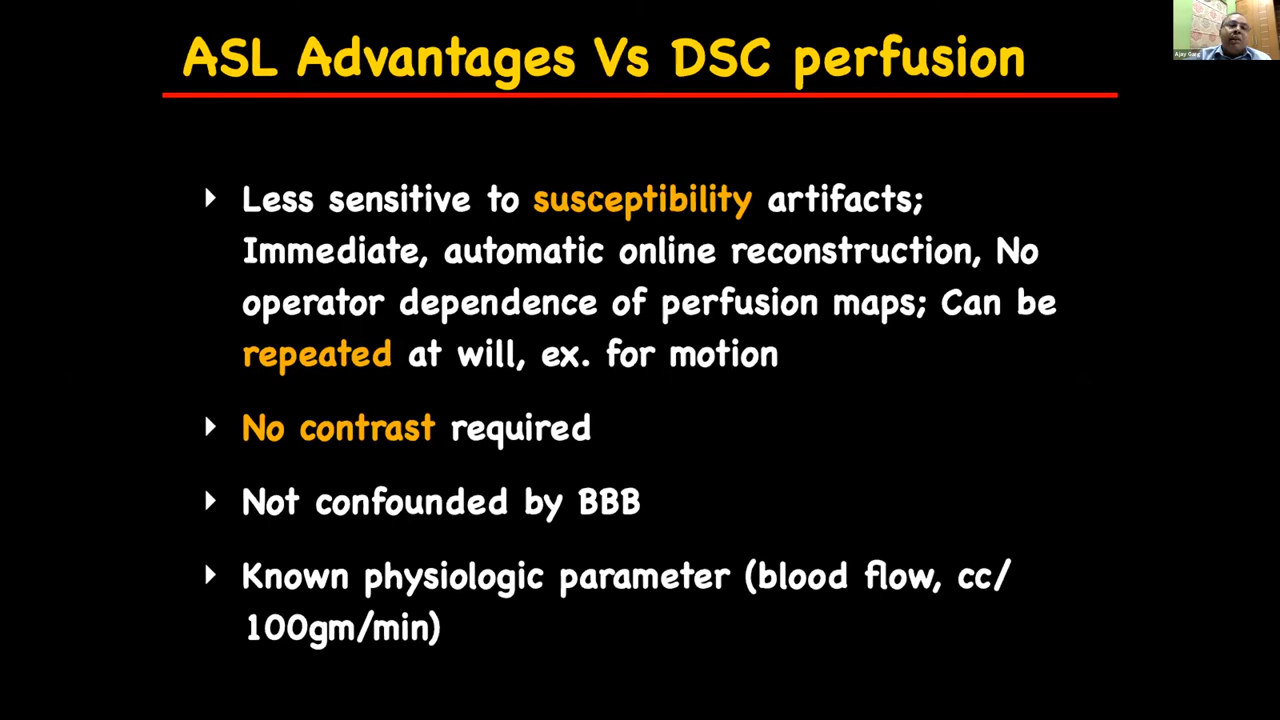 ASL Advantages Vs DSC perfusion
Less sensitive to susceptibility artifacts;
Immediate, automatic online reconstruction, No
operator dependence of perfusion maps; Can be
repeated at will, ex. for motion
No contrast required
Not confounded by BBB
Known physiologic parameter (blood flow, cc/
100gm/min)
Ajay Garg